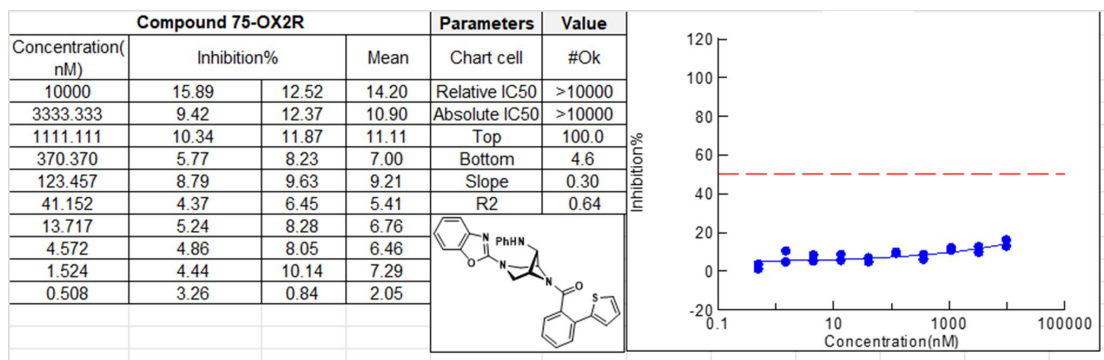 Compound 75-OX2R Parameters Value
Concentration(nM) Inhibition% Mean Chart cell #Ok
10000 15.89 12.52 14.20 Relative IC50 >10000
3333.333 9.42 12.37 10.90 Absolute IC50 >10000
1111.111 10.34 11.87 11.11 Top 100.0
370.370 5.77 8.23 7.00 Bottom 4.6
123.457 8.79 9.63 9.21 Slope 0.30
41.152 4.37 6.45 5.41 R2 0.64
13.717 5.24 8.28 6.76
4.572 4.86 8.05 6.46
1.524 4.44 10.14 7.29
0.508 3.26 0.84 2.05
PhHN
N
O
N
N
O
S
Inhibition%
120
100
80
60
40
20
0
-20
0.1 10 1000 100000
Concentration(nM)